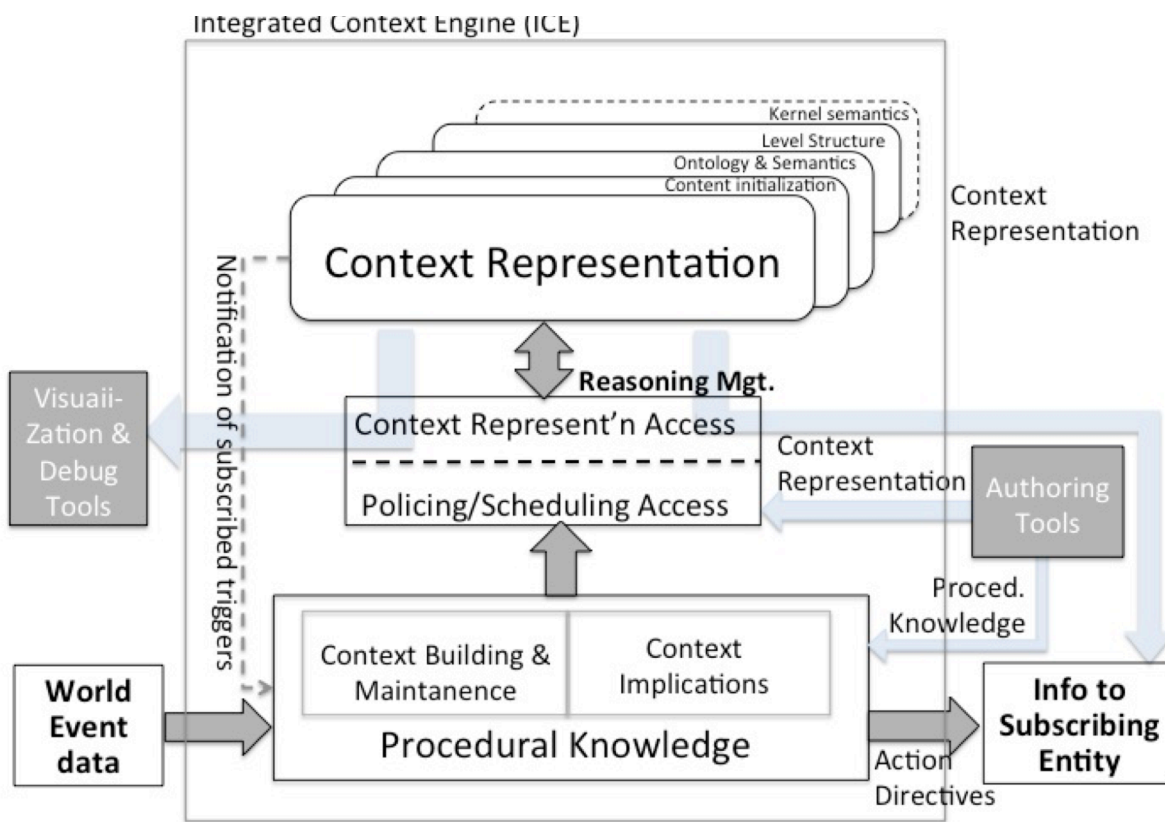 Integrated Context Engine (ICE)
Kernel semantics
Level Structure
Ontology & Semantics
Content initialization
Context Representation
Context
Representation
Notification of subscribed triggers
Reasoning Mgt.
Visuaii-
Zation &
Debug
Tools
Context Represent'n Access
Policing/Scheduling Access
Context
Representation
Authoring
Tools
Proced.
Knowledge
Context Building &
Maintanence
Context
Implications
Procedural Knowledge
World
Event
data
Action
Directives
Info to
Subscribing
Entity